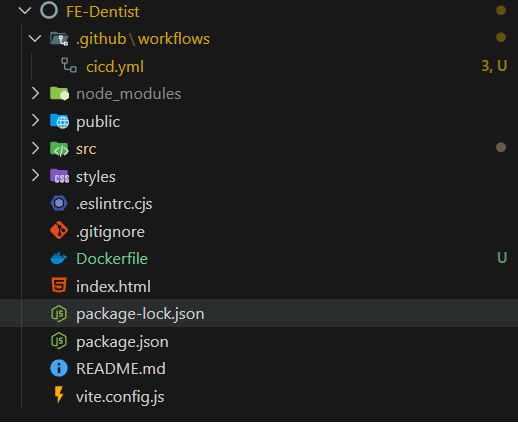 FE-Dentist
.github\workflows
cicd.yml 3, U
node_modules
public
src
styles
.eslintrc.cjs
.gitignore
Dockerfile U
index.html
package-lock.json
package.json
README.md
vite.config.js